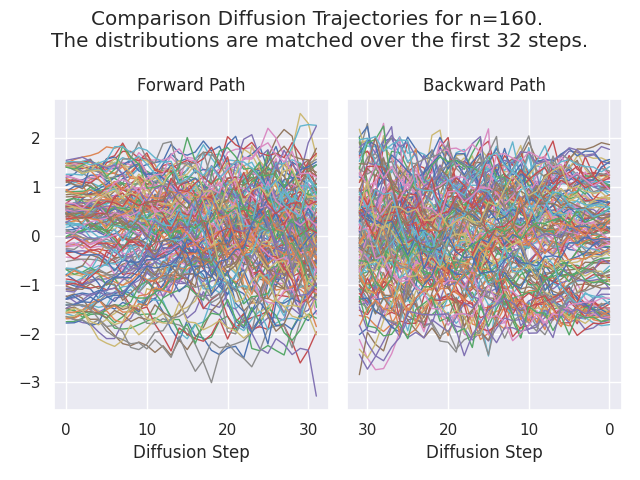 Comparison Diffusion Trajectories for n=160.
The distributions are matched over the first 32 steps.
Forward Path
Backward Path
2
1
0
−1
−2
−3
0
10
20
30
30
20
10
0
Diffusion Step
Diffusion Step